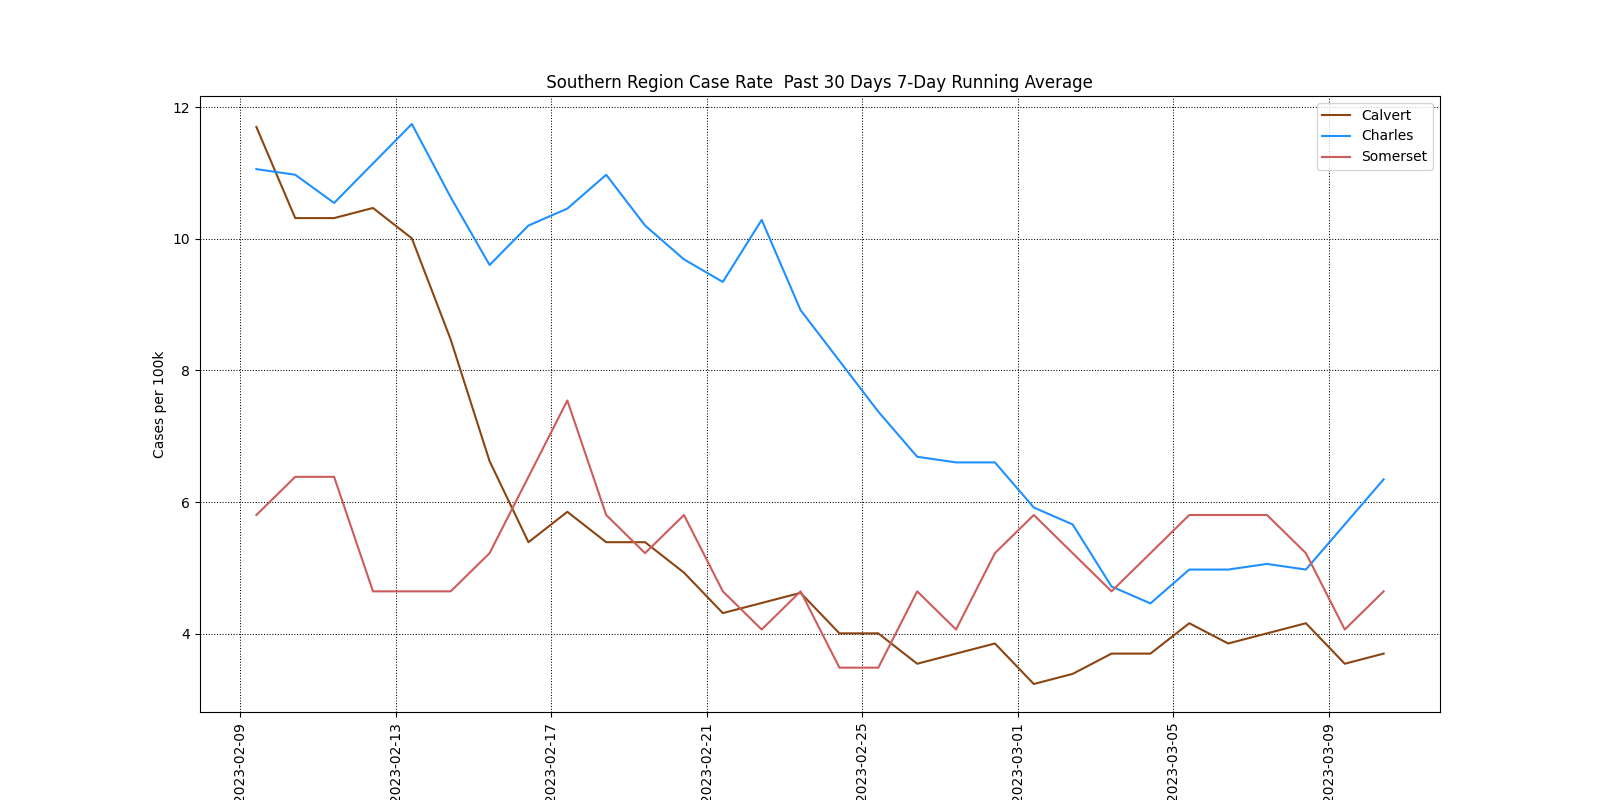 Southern Region Case Rate  Past 30 Days 7-Day Running Average
Calvert
Charles
Somerset
Cases per 100k
12
10
8
6
4
2023-02-09
2023-02-13
2023-02-17
2023-02-21
2023-02-25
2023-03-01
2023-03-05
2023-03-09